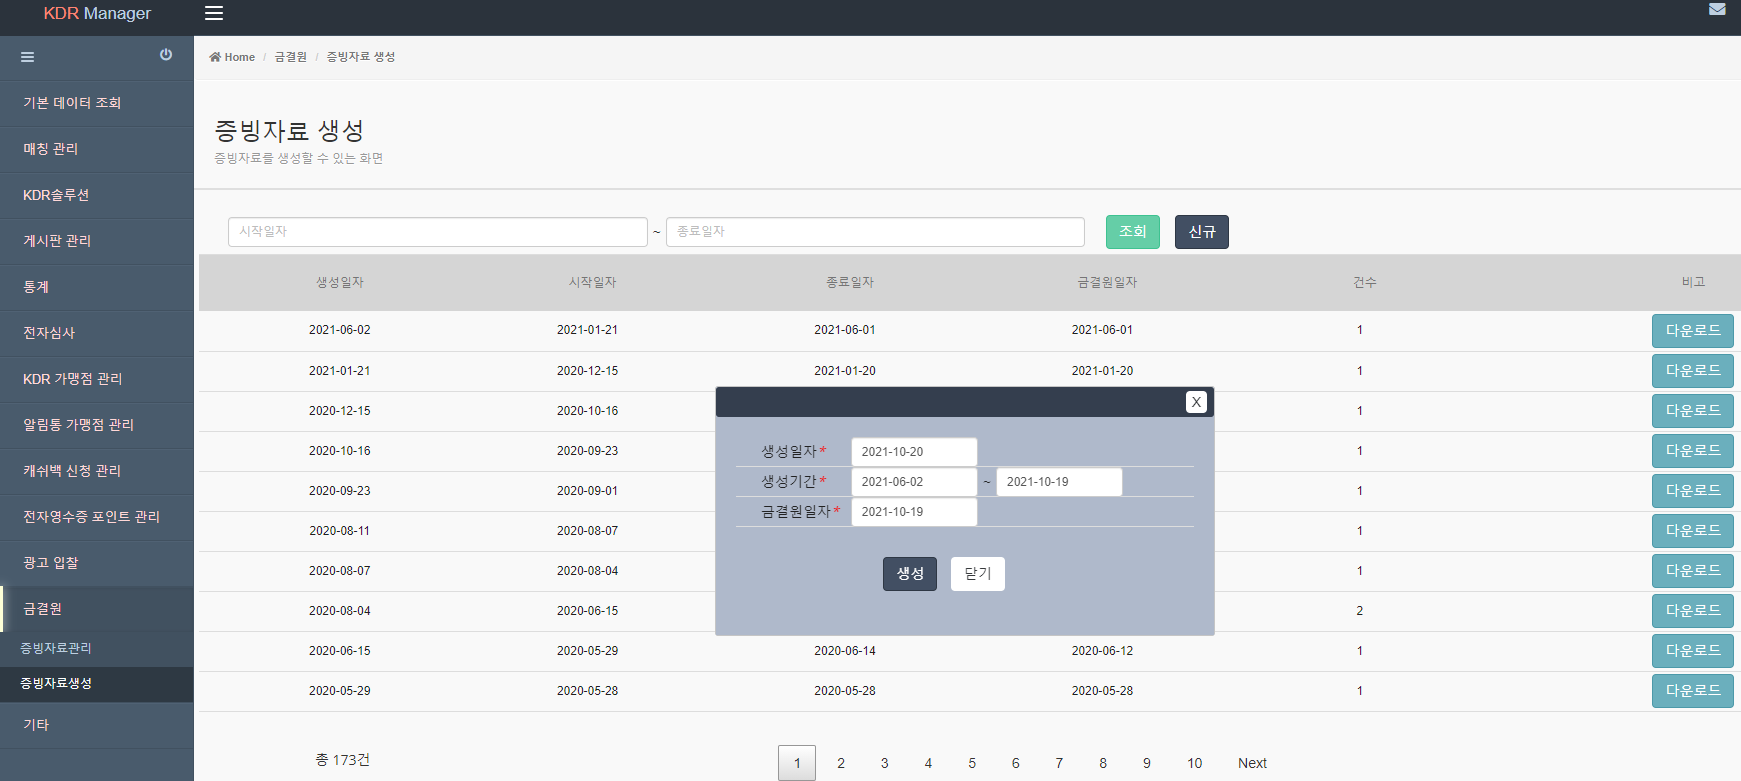 KDR Manager
Home / 금결원 / 증빙자료 생성
기본 데이터 조회
매칭 관리
KDR솔루션
게시판 관리
통계
전자심사
KDR 가맹점 관리
알림톡 가맹점 관리
캐쉬백 신청 관리
전자영수증 포인트 관리
광고 입찰
금결원
증빙자료관리
증빙자료생성
기타
증빙자료 생성
증빙자료를 생성할 수 있는 화면
시작일자 ~ 종료일자 조회 신규
생성일자 시작일자 종료일자 금결원일자 건수 비고
2021-06-02 2021-01-21 2021-06-01 2021-06-01 1 다운로드
2021-01-21 2020-12-15 2021-01-20 2021-01-20 1 다운로드
2020-12-15 2020-10-16 1 다운로드
2020-10-16 2020-09-23 1 다운로드
2020-09-23 2020-09-01 1 다운로드
2020-08-11 2020-08-07 1 다운로드
2020-08-07 2020-08-04 1 다운로드
2020-08-04 2020-06-15 2 다운로드
2020-06-15 2020-05-29 2020-06-14 2020-06-12 1 다운로드
2020-05-29 2020-05-28 2020-05-28 2020-05-28 1 다운로드
X
생성일자* 2021-10-20
생성기간* 2021-06-02 ~ 2021-10-19
금결원일자* 2021-10-19
생성 닫기
총 173건
1 2 3 4 5 6 7 8 9 10 Next